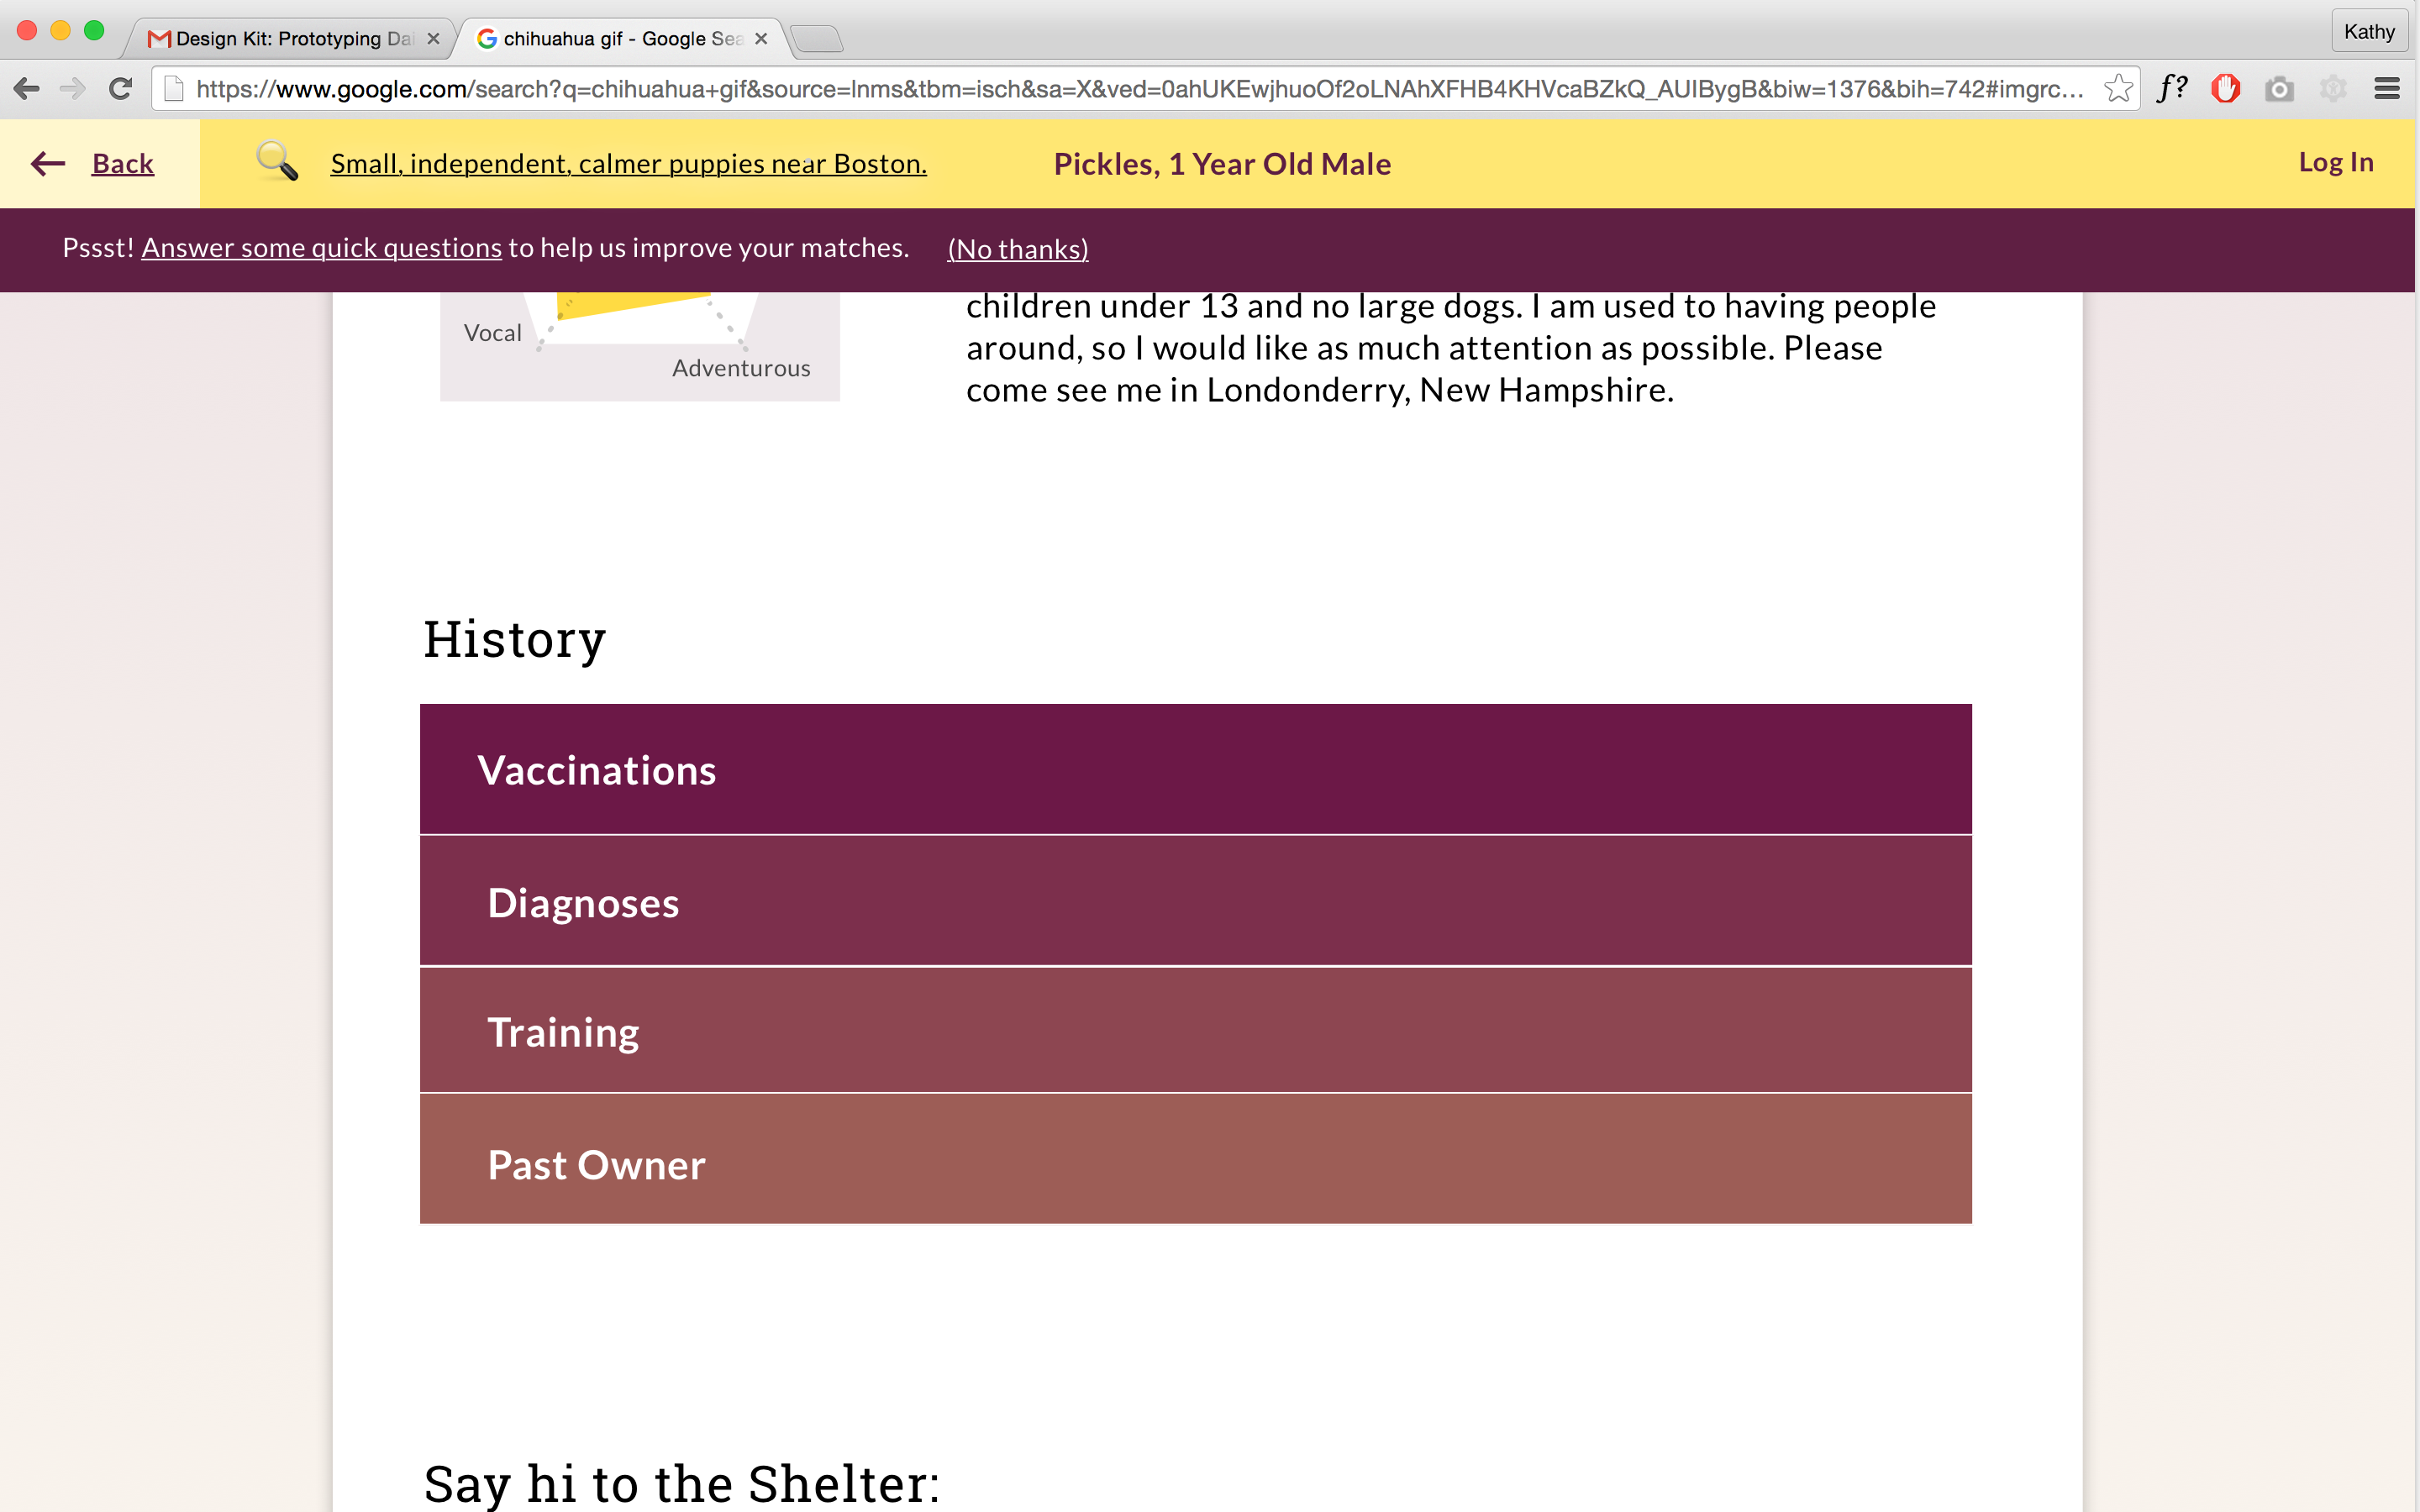 Design Kit: Prototyping Dai
chihuahua gif - Google Sea
Kathy
https://www.google.com/search?q=chihuahua+gif&source=lnms&tbm=isch&sa=X&ved=0ahUKEwjhuoOf2oLNAhXFHB4KHVcaBZkQ_AUIBygB&biw=1376&bih=742#imgrc...
f?
Back
Small, independent, calmer puppies near Boston.
Pickles, 1 Year Old Male
Log In
Pssst! Answer some quick questions to help us improve your matches.
(No thanks)
Vocal
Adventurous
children under 13 and no large dogs. I am used to having people
around, so I would like as much attention as possible. Please
come see me in Londonderry, New Hampshire.
History
Vaccinations
Diagnoses
Training
Past Owner
Say hi to the Shelter: